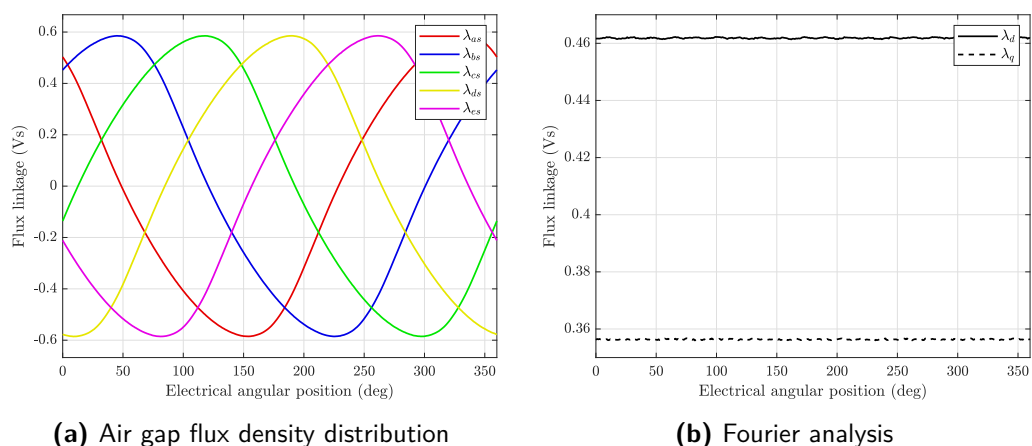 0.6
0.4
0.2
0
-0.2
-0.4
-0.6
Flux linkage (Vs)
0 50 100 150 200 250 300 350
Electrical angular position (deg)
λas
λbs
λcs
λds
λes
(a) Air gap flux density distribution
0.46
0.44
0.42
0.4
0.38
0.36
Flux linkage (Vs)
0 50 100 150 200 250 300 350
Electrical angular position (deg)
λd
λq
(b) Fourier analysis